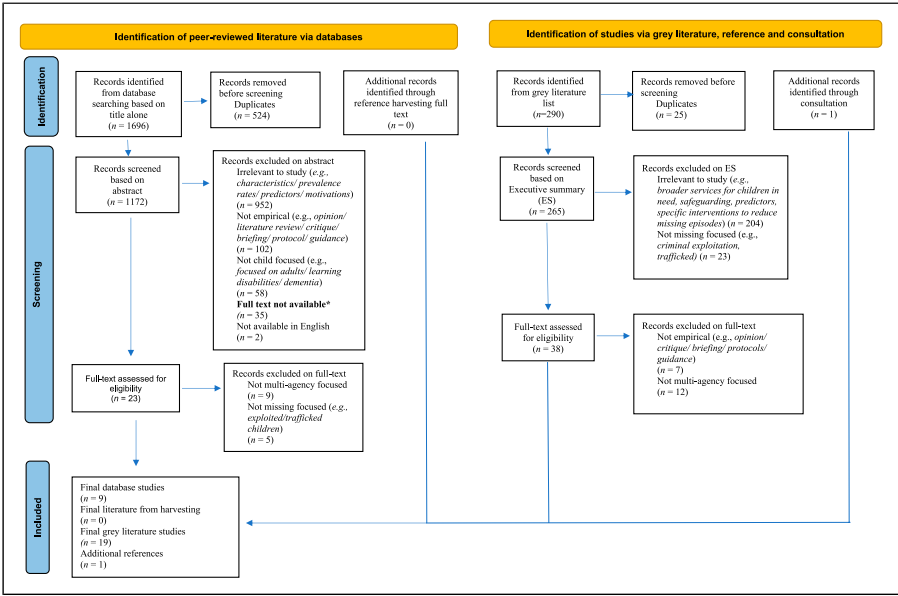 Identification of peer-reviewed literature via databases
Identification of studies via grey literature, reference and consultation
Identification
Records identified
from database
searching based on
title alone
(n = 1696)
Records removed
before screening
Duplicates
(n = 524)
Additional records
identified through
reference harvesting full
text
(n = 0)
Records identified
from grey literature
list
(n=290)
Records removed before
screening
Duplicates
(n = 25)
Additional records
identified through
consultation
(n = 1)
Screening
Records screened
based on
abstract
(n = 1172)
Records excluded on abstract
Irrelevant to study (e.g.,
characteristics/ prevalence
rates/ predictors/ motivations)
(n = 952)
Not empirical (e.g., opinion/
literature review/ critique/
briefing/ protocol/ guidance)
(n = 102)
Not child focused (e.g.,
focused on adults/ learning
disabilities/ dementia)
(n = 58)
Full text not available*
(n = 35)
Not available in English
(n = 2)
Records screened
based on
Executive summary
(ES)
(n = 265)
Records excluded on ES
Irrelevant to study (e.g.,
broader services for children in
need, safeguarding, predictors,
specific interventions to reduce
missing episodes) (n = 204)
Not missing focused (e.g.,
criminal exploitation,
trafficked) (n = 23)
Full-text assessed for
eligibility
(n = 23)
Records excluded on full-text
Not multi-agency focused
(n = 9)
Not missing focused (e.g.,
exploited/trafficked
children)
(n = 5)
Full-text assessed
for eligibility
(n = 38)
Records excluded on full-text
Not empirical (e.g., opinion/
critique/ briefing/ protocols/
guidance)
(n = 7)
Not multi-agency focused
(n = 12)
Included
Final database studies
(n = 9)
Final literature from harvesting
(n = 0)
Final grey literature studies
(n = 19)
Additional references
(n = 1)